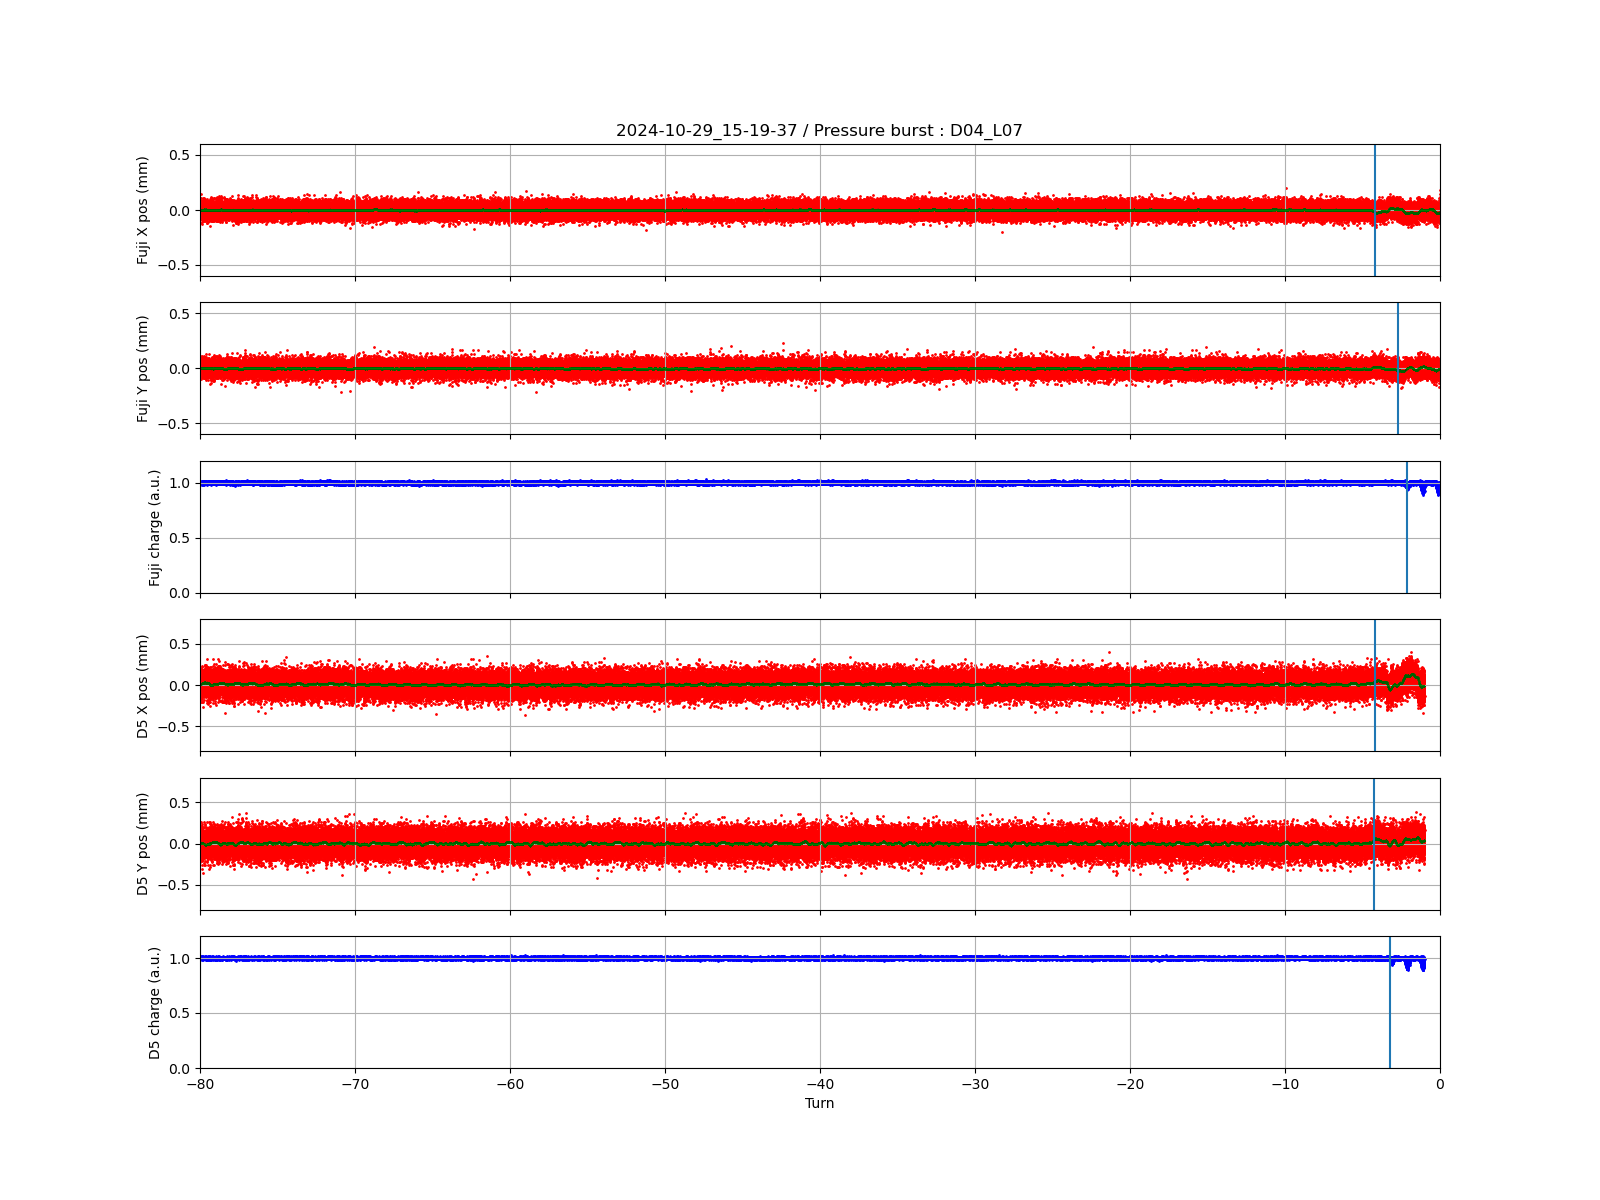 2024-10-29_15-19-37 / Pressure burst : D04_L07
Fuji X pos (mm)
0.5
0.0
−0.5
Fuji Y pos (mm)
0.5
0.0
−0.5
Fuji charge (a.u.)
1.0
0.5
0.0
D5 X pos (mm)
0.5
0.0
−0.5
D5 Y pos (mm)
0.5
0.0
−0.5
D5 charge (a.u.)
1.0
0.5
0.0
−80 −70 −60 −50 −40 −30 −20 −10 0
Turn